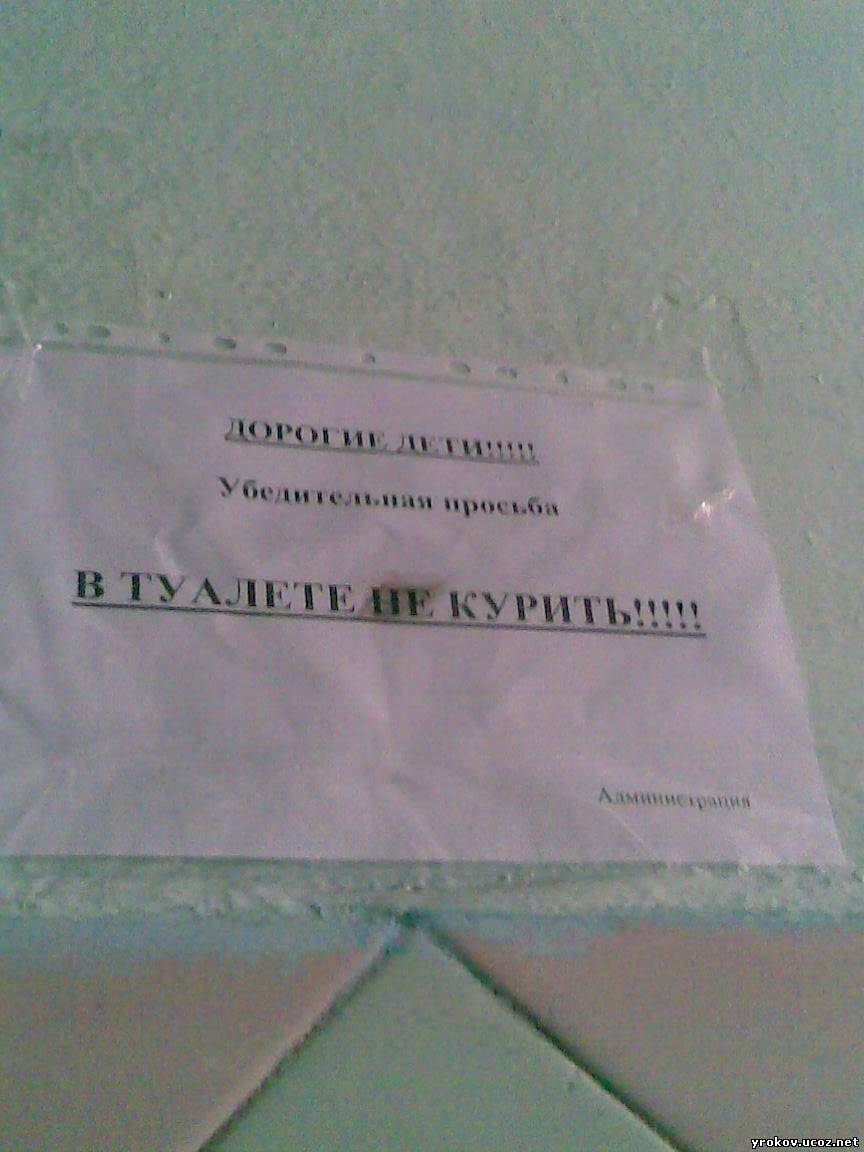 ДОРОГИЕ ДЕТИ!!!!!
Убедительная просьба
В ТУАЛЕТЕ НЕ КУРИТЬ!!!!!
Администрация
yrokov.ucoz.net